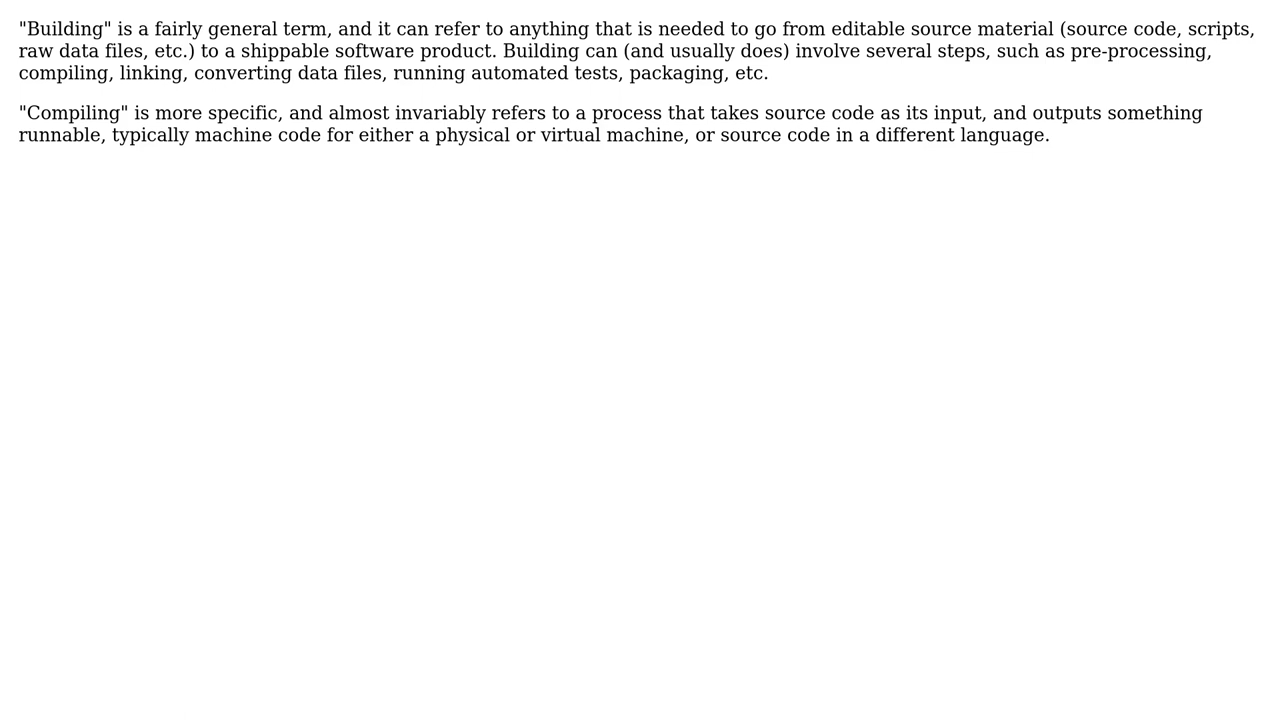 "Building" is a fairly general term, and it can refer to anything that is needed to go from editable source material (source code, scripts,
raw data files, etc.) to a shippable software product. Building can (and usually does) involve several steps, such as pre-processing,
compiling, linking, converting data files, running automated tests, packaging, etc.
"Compiling" is more specific, and almost invariably refers to a process that takes source code as its input, and outputs something
runnable, typically machine code for either a physical or virtual machine, or source code in a different language.